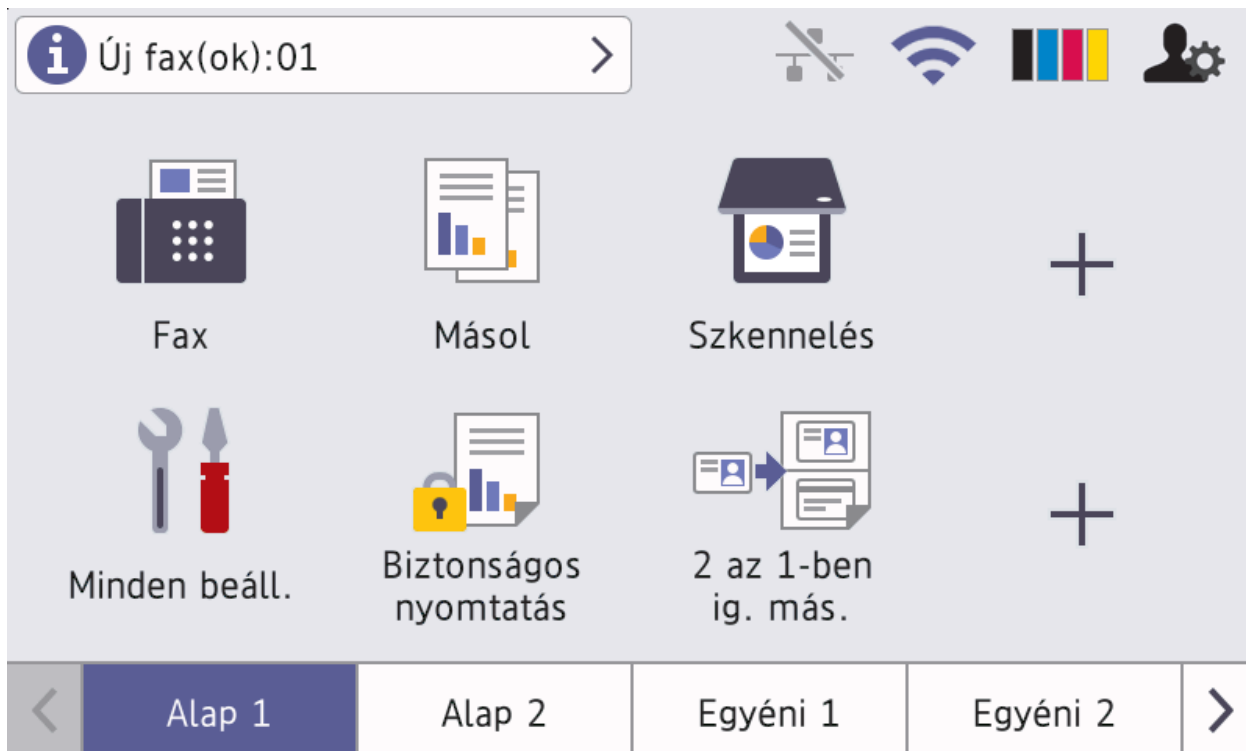 Új fax(ok):01
Fax
Másol
Szkennelés
Minden beáll.
Biztonságos
nyomtatás
2 az 1-ben
ig. más.
Alap 1
Alap 2
Egyéni 1
Egyéni 2